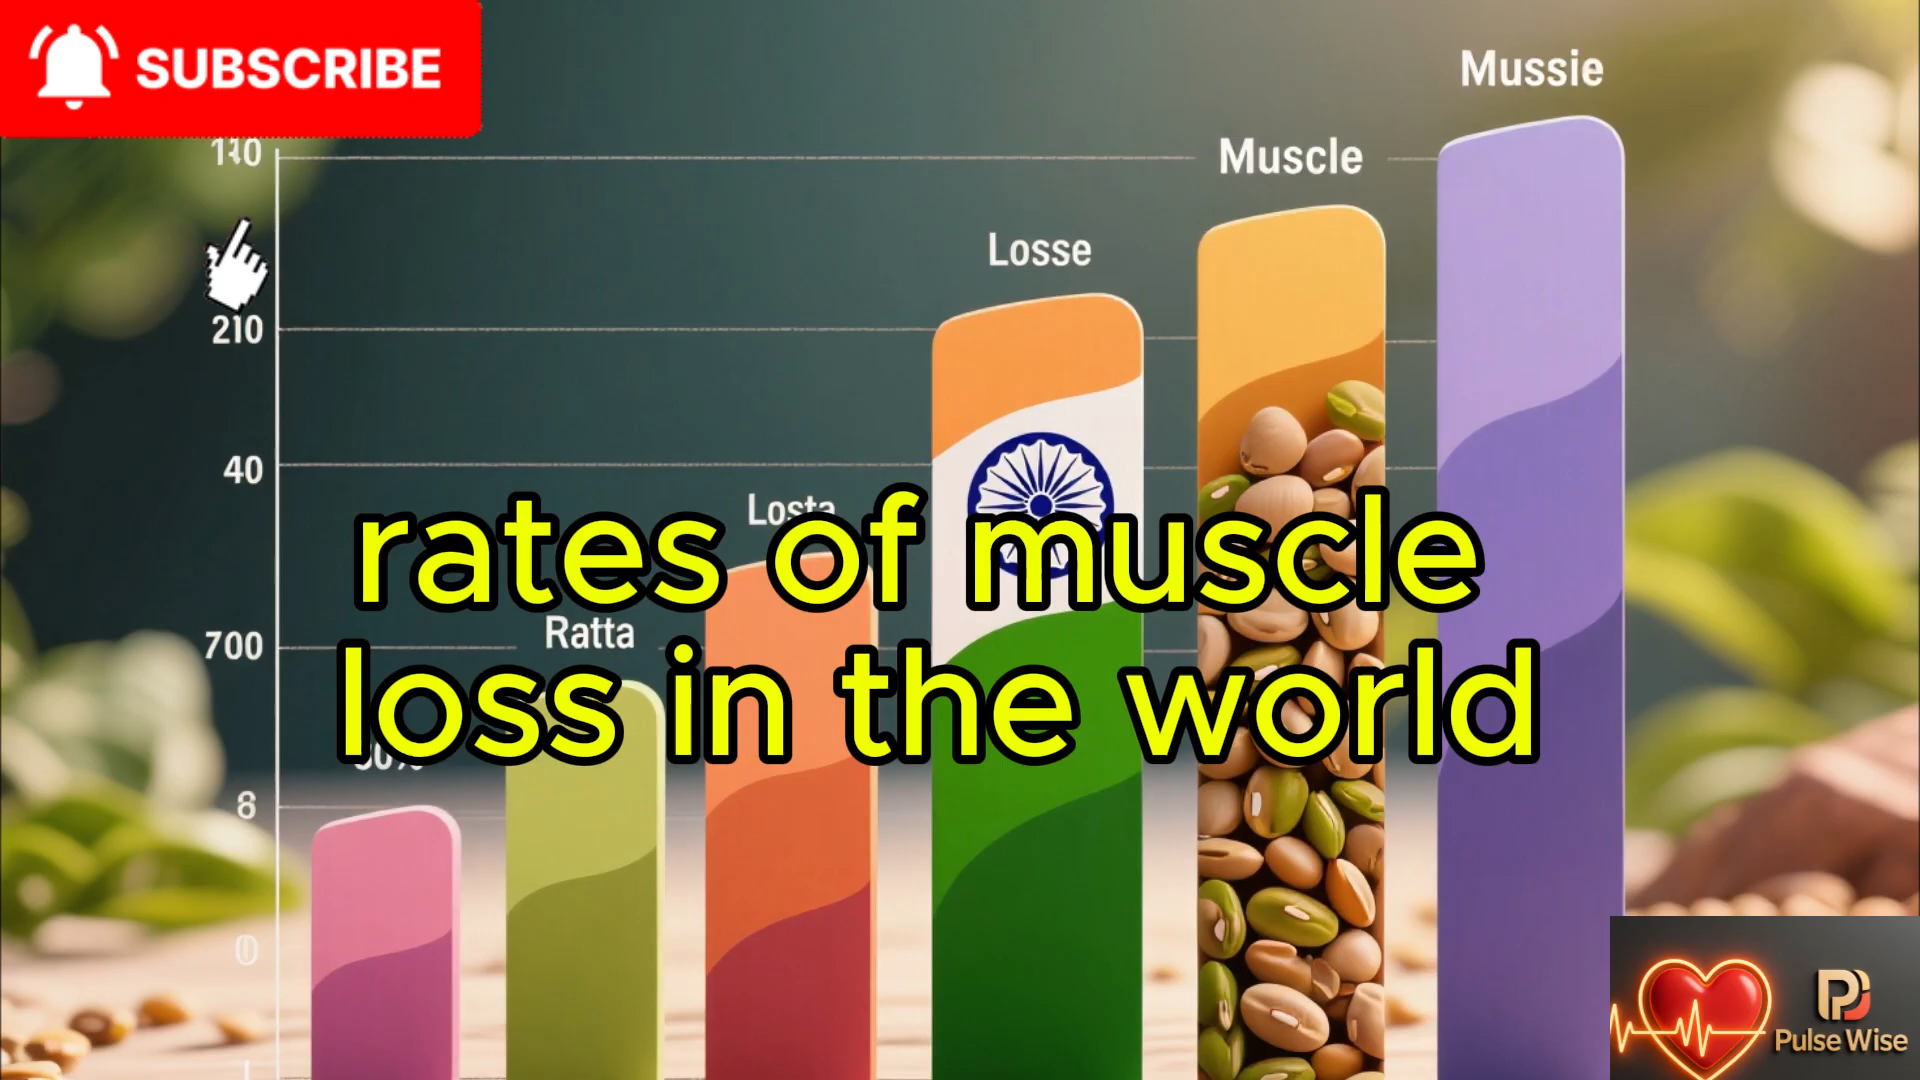 SUBSCRIBE
Mussie
Muscle
Losse
210
40
Losta
rates of muscle
Ratta
700
loss in the world
8
0
Pulse Wise